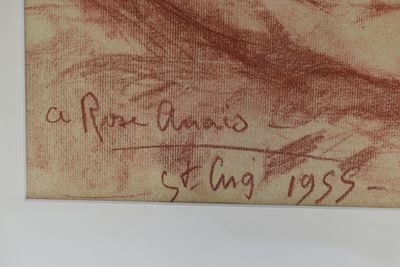 a Rose Anaïs
St. Aug. 1955